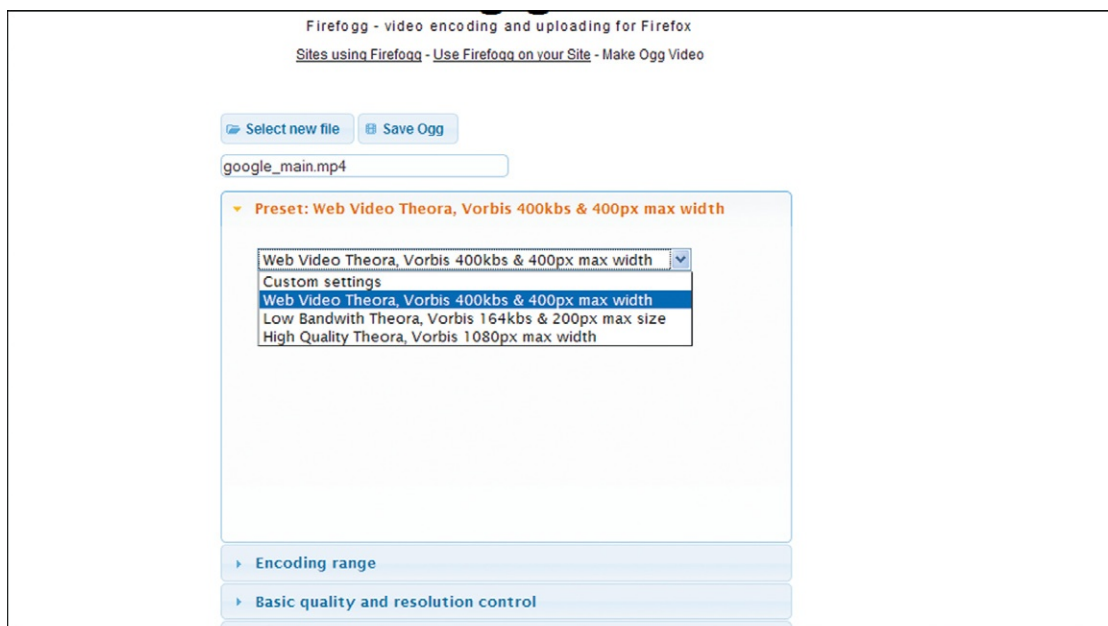 Firefogg - video encoding and uploading for Firefox
Sites using Firefogg - Use Firefogg on your Site - Make Ogg Video
Select new file Save Ogg
google_main.mp4
Preset: Web Video Theora, Vorbis 400kbs & 400px max width
Web Video Theora, Vorbis 400kbs & 400px max width
Custom settings
Web Video Theora, Vorbis 400kbs & 400px max width
Low Bandwith Theora, Vorbis 164kbs & 200px max size
High Quality Theora, Vorbis 1080px max width
Encoding range
Basic quality and resolution control